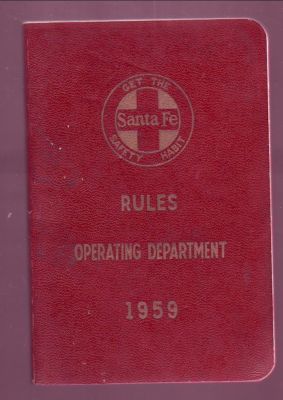 GET THE
Santa Fe
SAFETY HABIT
RULES
OPERATING DEPARTMENT
1959